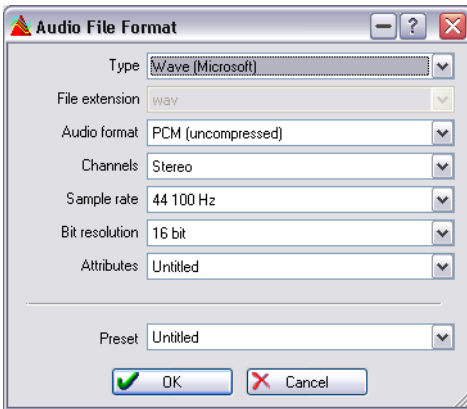 Audio File Format
Type Wave (Microsoft)
File extension wav
Audio format PCM (uncompressed)
Channels Stereo
Sample rate 44 100 Hz
Bit resolution 16 bit
Attributes Untitled
Preset Untitled
OK Cancel